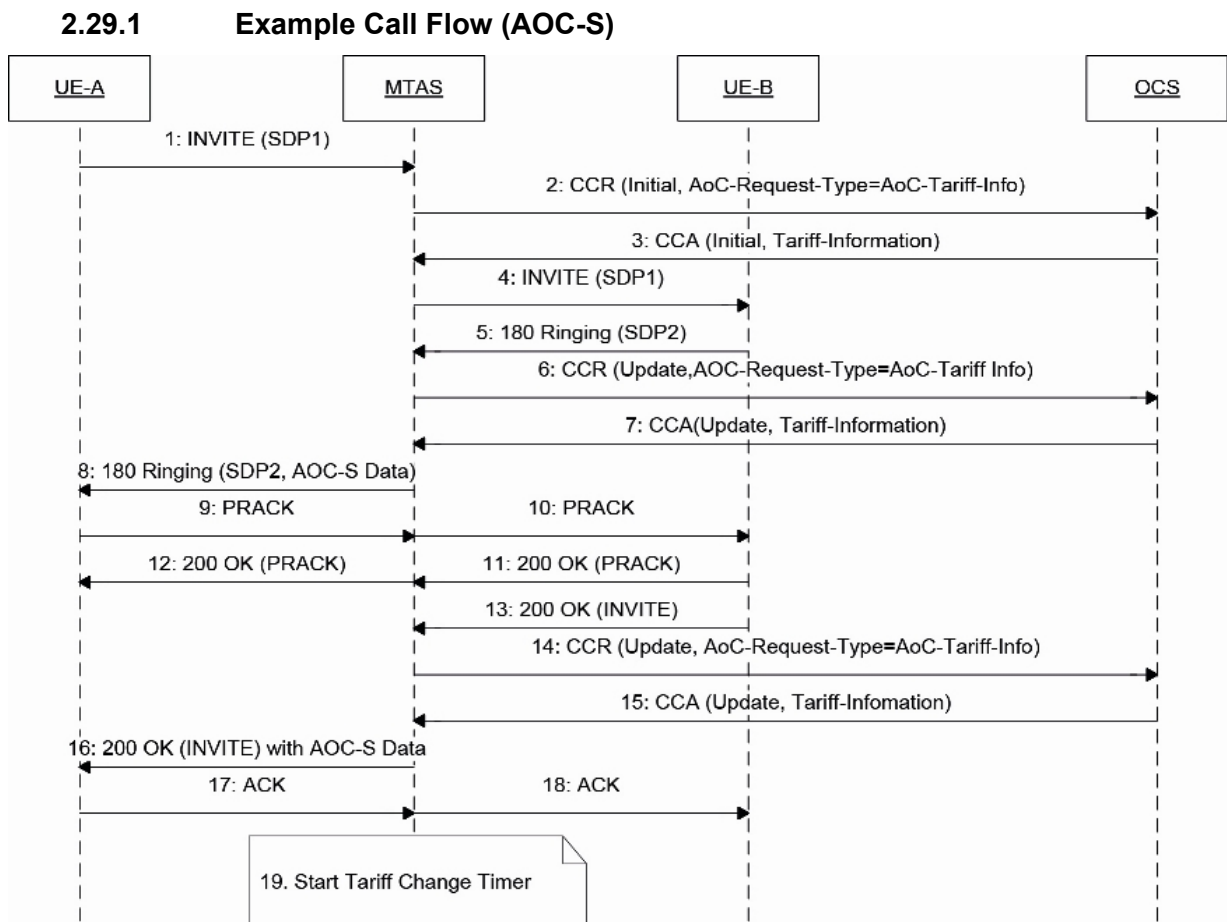 2.29.1 Example Call Flow (AOC-S)
UE-A
MTAS
UE-B
OCS
1: INVITE (SDP1)
2: CCR (Initial, AoC-Request-Type=AoC-Tariff-Info)
3: CCA (Initial, Tariff-Information)
4: INVITE (SDP1)
5: 180 Ringing (SDP2)
6: CCR (Update,AOC-Request-Type=AoC-Tariff Info)
7: CCA(Update, Tariff-Information)
8: 180 Ringing (SDP2, AOC-S Data)
9: PRACK
10: PRACK
12: 200 OK (PRACK)
11: 200 OK (PRACK)
13: 200 OK (INVITE)
14: CCR (Update, AoC-Request-Type=AoC-Tariff-Info)
15: CCA (Update, Tariff-Infomation)
16: 200 OK (INVITE) with AOC-S Data
17: ACK
18: ACK
19. Start Tariff Change Timer